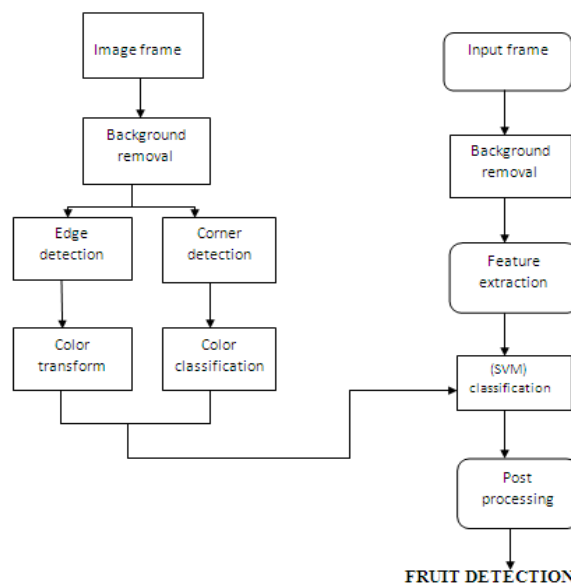 Image frame
Background
removal
Edge
detection
Corner
detection
Color
transform
Color
classification
Input frame
Background
removal
Feature
extraction
(SVM)
classification
Post
processing
FRUIT DETECTION